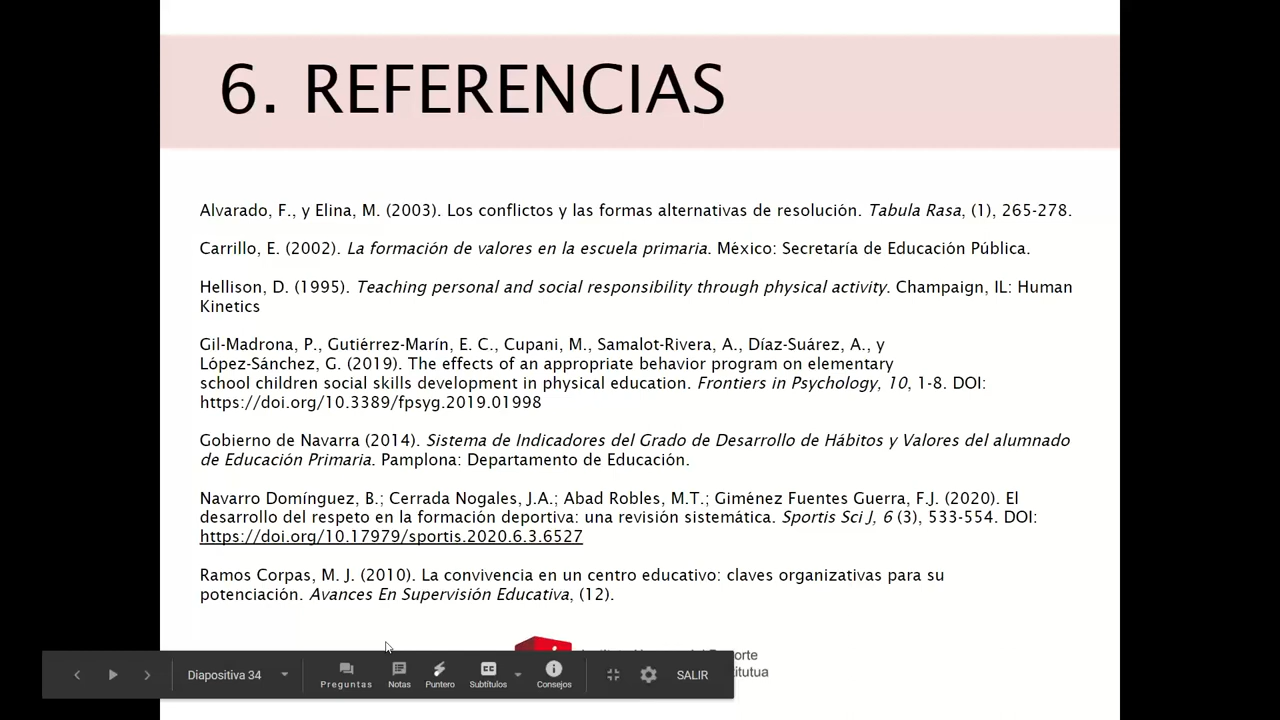 6. REFERENCIAS
Alvarado, F., y Elina, M. (2003). Los conflictos y las formas alternativas de resolución. Tabula Rasa, (1), 265-278.
Carrillo, E. (2002). La formación de valores en la escuela primaria. México: Secretaría de Educación Pública.
Hellison, D. (1995). Teaching personal and social responsibility through physical activity. Champaign, IL: Human
Kinetics
Gil-Madrona, P., Gutiérrez-Marín, E. C., Cupani, M., Samalot-Rivera, A., Díaz-Suárez, A., y
López-Sánchez, G. (2019). The effects of an appropriate behavior program on elementary
school children social skills development in physical education. Frontiers in Psychology, 10, 1-8. DOI:
https://doi.org/10.3389/fpsyg.2019.01998
Gobierno de Navarra (2014). Sistema de Indicadores del Grado de Desarrollo de Hábitos y Valores del alumnado
de Educación Primaria. Pamplona: Departamento de Educación.
Navarro Domínguez, B.; Cerrada Nogales, J.A.; Abad Robles, M.T.; Giménez Fuentes Guerra, F.J. (2020). El
desarrollo del respeto en la formación deportiva: una revisión sistemática. Sportis Sci J, 6 (3), 533-554. DOI:
https://doi.org/10.17979/sportis.2020.6.3.6527
Ramos Corpas, M. J. (2010). La convivencia en un centro educativo: claves organizativas para su
potenciación. Avances En Supervisión Educativa, (12).
Diapositiva 34
Preguntas
Notas
Puntero
Subtítulos
Consejos
SALIR